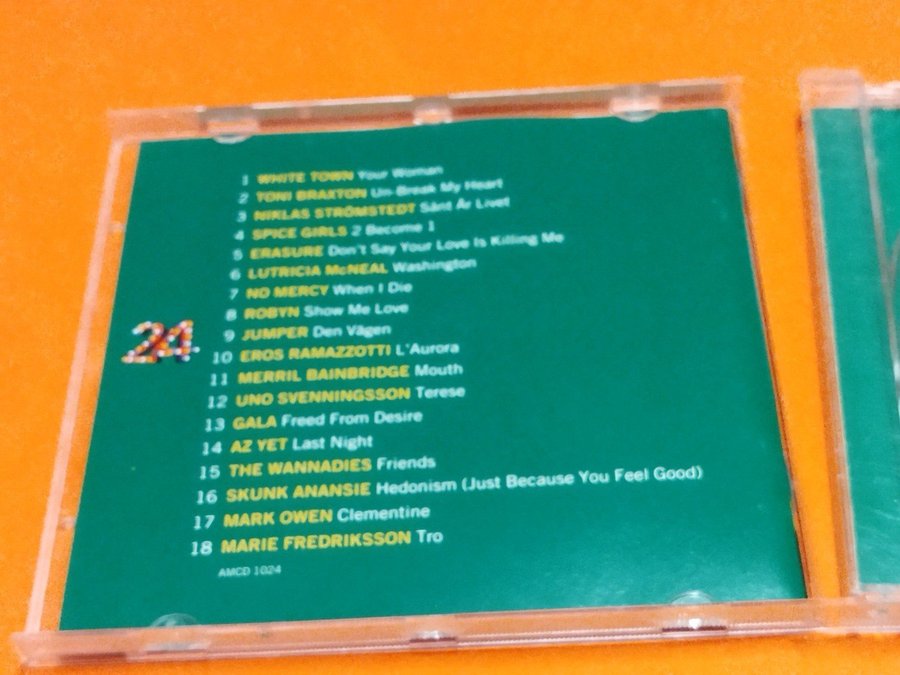 1 WHITE TOWN Your Woman
2 TONI BRAXTON Un-Break My Heart
3 NIKLAS STRÖMSTEDT Sånt Är Livet
4 SPICE GIRLS 2 Become 1
5 ERASURE Don't Say Your Love Is Killing Me
6 LUTRICIA McNEAL Washington
7 NO MERCY When I Die
8 ROBYN Show Me Love
9 JUMPER Den Vägen
24
10 EROS RAMAZZOTTI L'Aurora
11 MERRIL BAINBRIDGE Mouth
12 UNO SVENNINGSSON Terese
13 GALA Freed From Desire
14 AZ YET Last Night
15 THE WANNADIES Friends
16 SKUNK ANANSIE Hedonism (Just Because You Feel Good)
17 MARK OWEN Clementine
18 MARIE FREDRIKSSON Tro
AMCD 1024